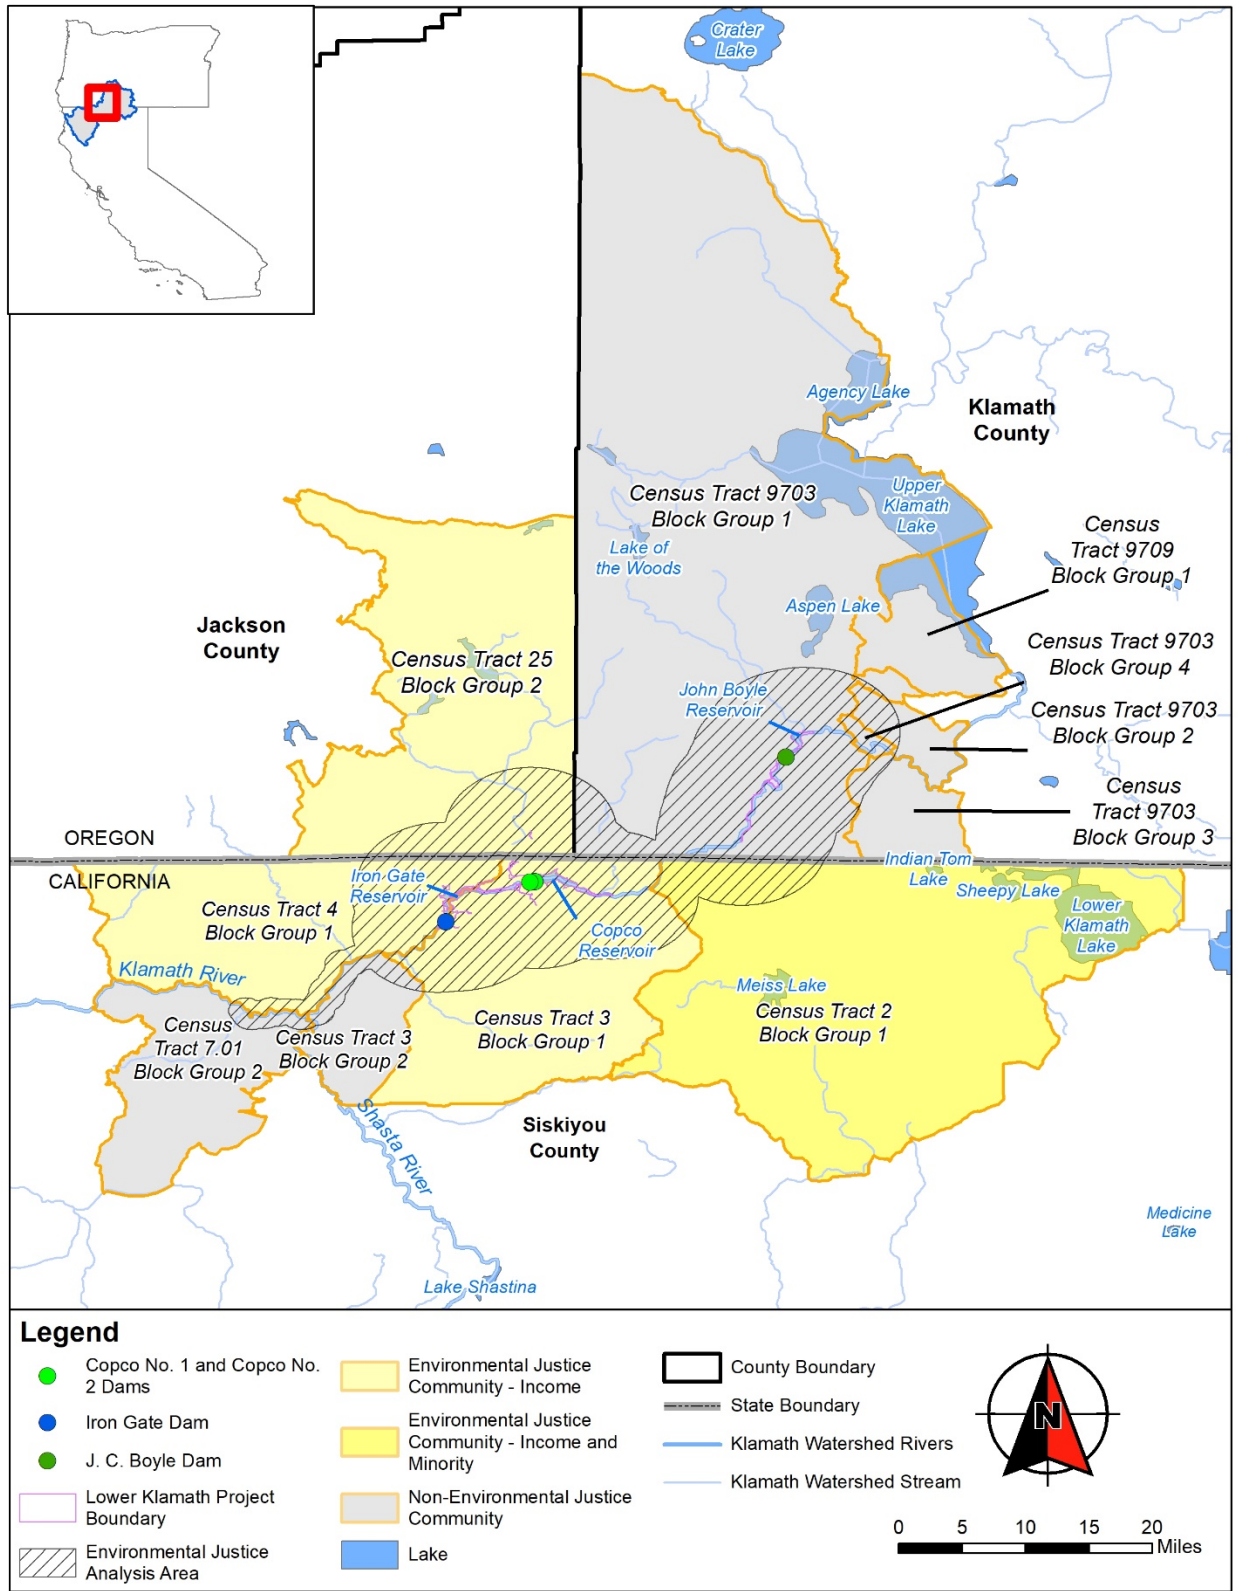 Crater
Lake
Agency Lake
Klamath
County
Upper
Klamath
Lake
Census Tract 9703
Block Group 1
Lake of
the Woods
Census
Tract 9709
Block Group 1
Aspen Lake
Jackson
County
Census Tract 25
Block Group 2
Census Tract 9703
Block Group 4
John Boyle
Reservoir
Census Tract 9703
Block Group 2
Census
Tract 9703
Block Group 3
OREGON
CALIFORNIA
Indian Tom
Lake
Sheepy Lake
Lower
Klamath
Lake
Iron Gate
Reservoir
Census Tract 4
Block Group 1
Copco
Reservoir
Klamath River
Meiss Lake
Census Tract 2
Block Group 1
Census
Tract 7.01
Block Group 2
Census Tract 3
Block Group 2
Census Tract 3
Block Group 1
Shasta River
Siskiyou
County
Medicine
Lake
Lake Shastina
Legend
Copco No. 1 and Copco No.
2 Dams
Iron Gate Dam
J. C. Boyle Dam
Lower Klamath Project
Boundary
Environmental Justice
Analysis Area
Environmental Justice
Community - Income
Environmental Justice
Community - Income and
Minority
Non-Environmental Justice
Community
Lake
County Boundary
State Boundary
Klamath Watershed Rivers
Klamath Watershed Stream
N
0 5 10 15 20
Miles